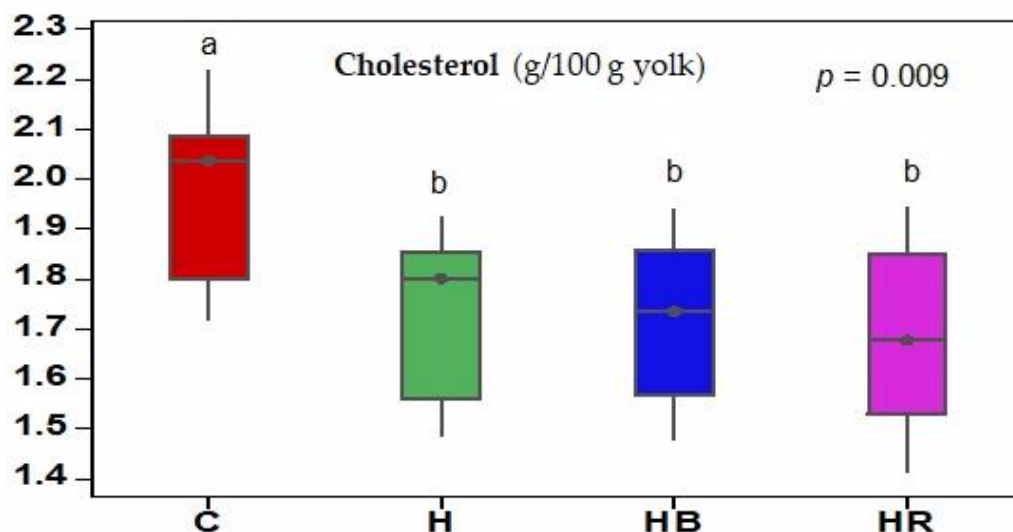 2.3
a
Cholesterol (g/100 g yolk)
p = 0.009
2.2
2.1
2.0
b
b
b
1.9
1.8
1.7
1.6
1.5
1.4
C
H
HB
HR